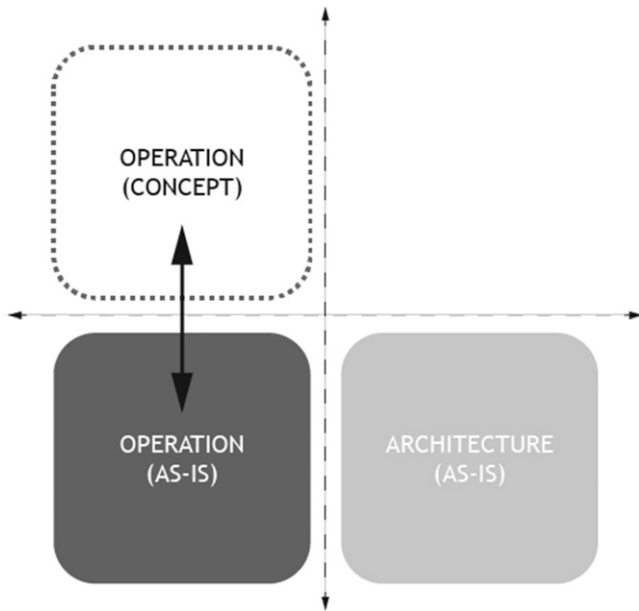 OPERATION
(CONCEPT)
OPERATION
(AS-IS)
ARCHITECTURE
(AS-IS)